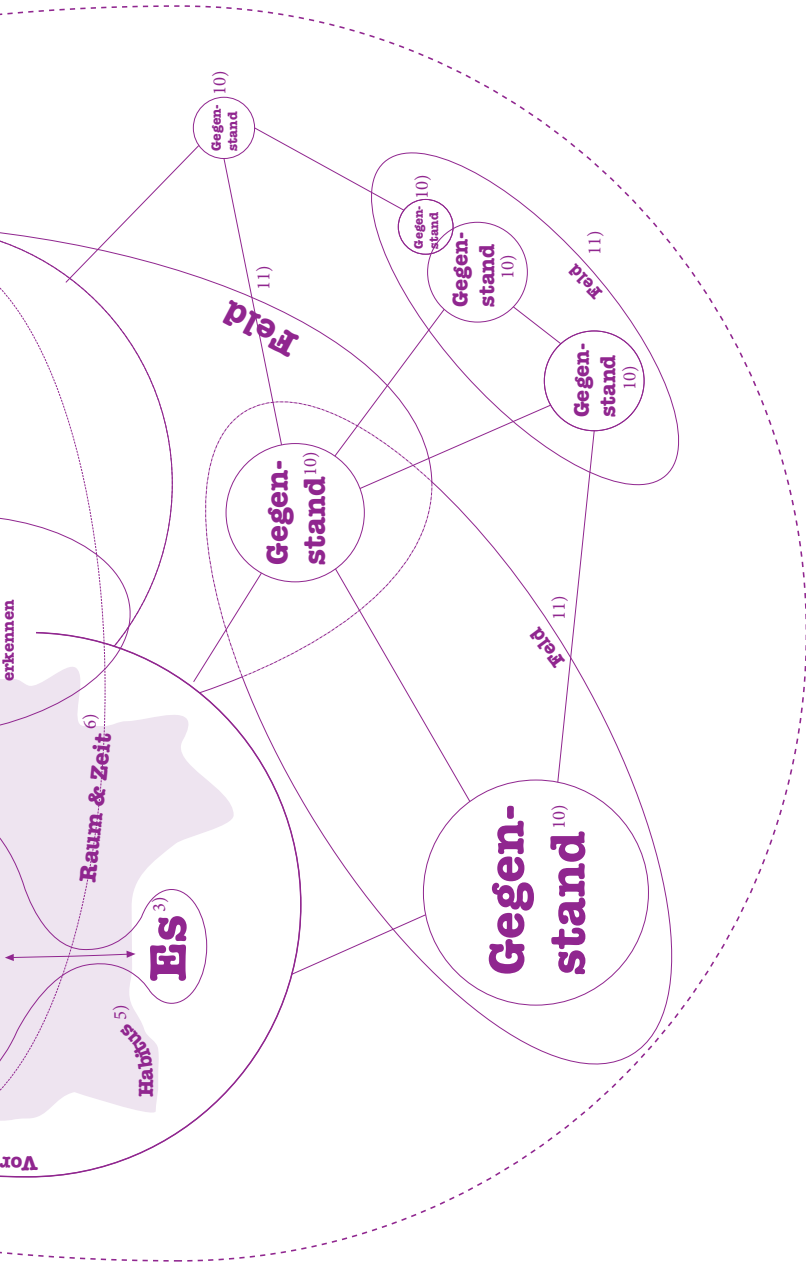 Gegen-
stand
10)
Gegen-
stand
10)
Gegen-
stand
10)
Feld
11)
Feld
11)
Gegen-
stand
10)
Gegen-
stand
10)
Feld
11)
erkennen
Raum & Zeit
6)
Gegen-
stand
10)
Es
3)
Habitus
5)
Vor